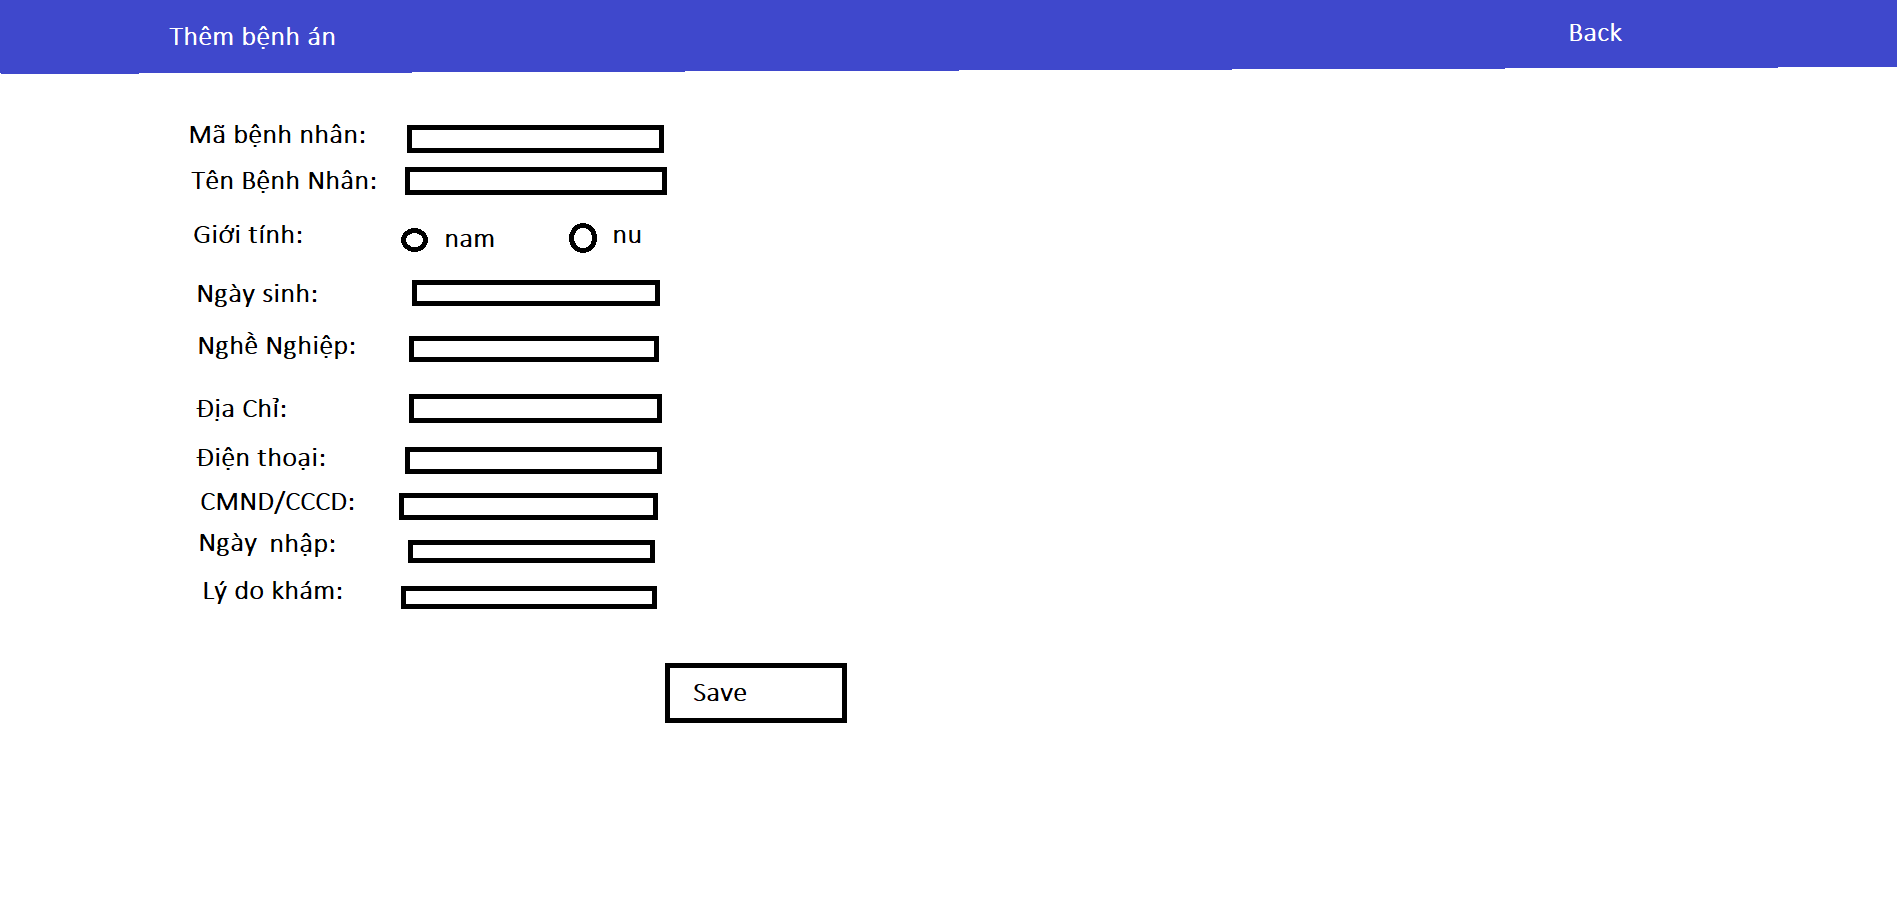 Thêm bệnh án Back
Mã bệnh nhân:
Tên Bệnh Nhân:
Giới tính: nam nu
Ngày sinh:
Nghề Nghiệp:
Địa Chỉ:
Điện thoại:
CMND/CCCD:
Ngày nhập:
Lý do khám:
Save